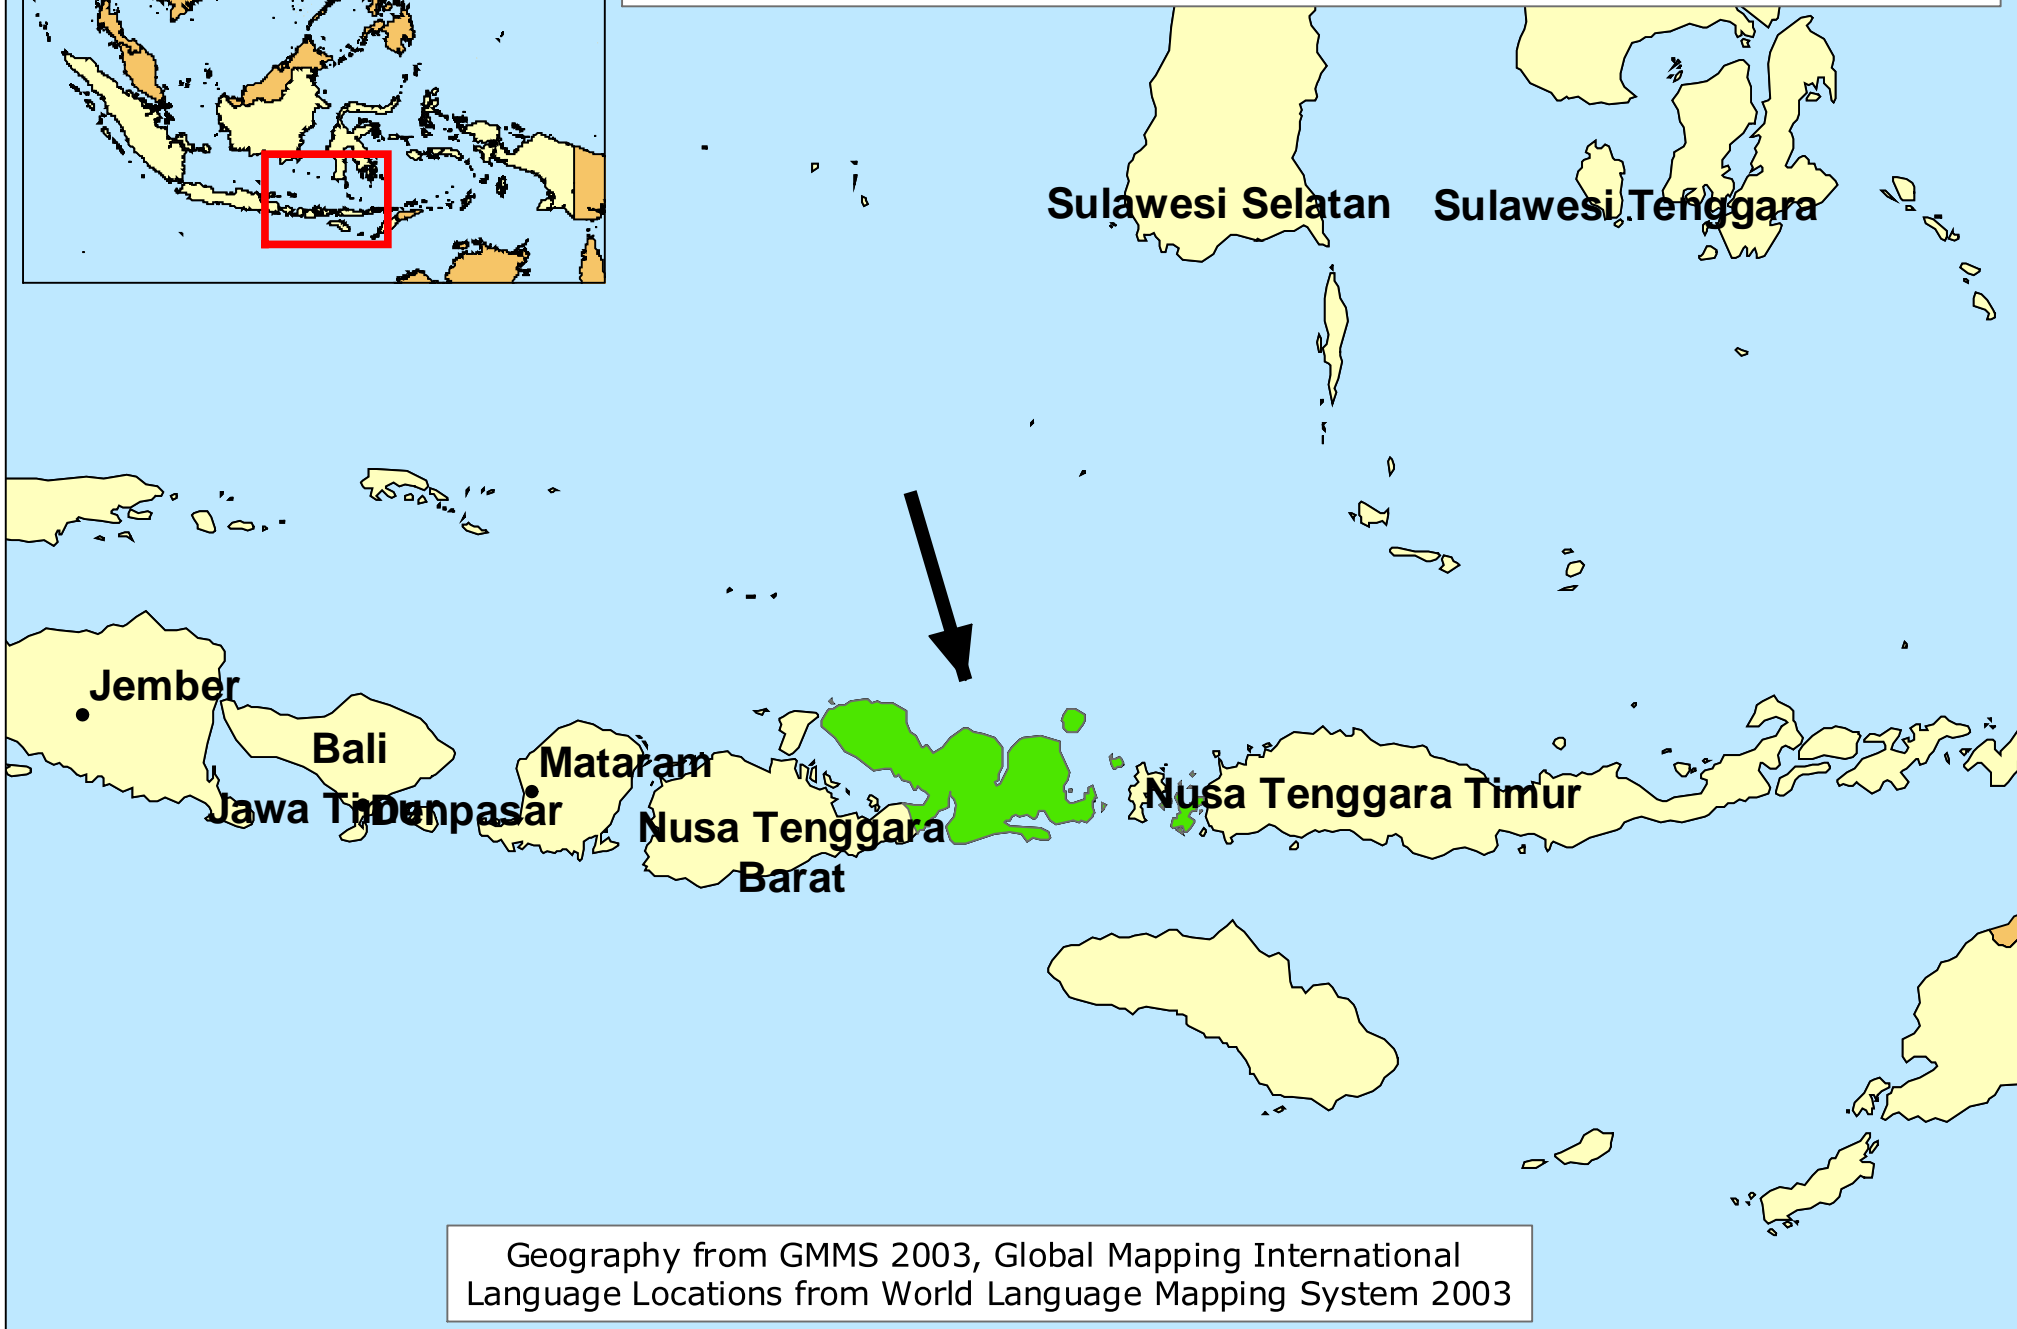 Sulawesi Selatan
Sulawesi Tenggara
Jember
Bali
Mataram
Jawa Timur
Denpasar
Nusa Tenggara
Barat
Nusa Tenggara Timur
Geography from GMMS 2003, Global Mapping International
Language Locations from World Language Mapping System 2003